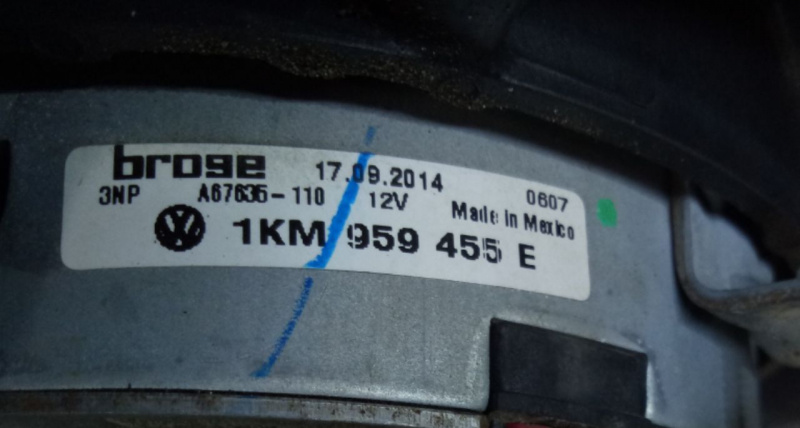 brose 17.09.2014 0607
3NP A67635-110 12V Made in Mexico
1KM 959 455 E